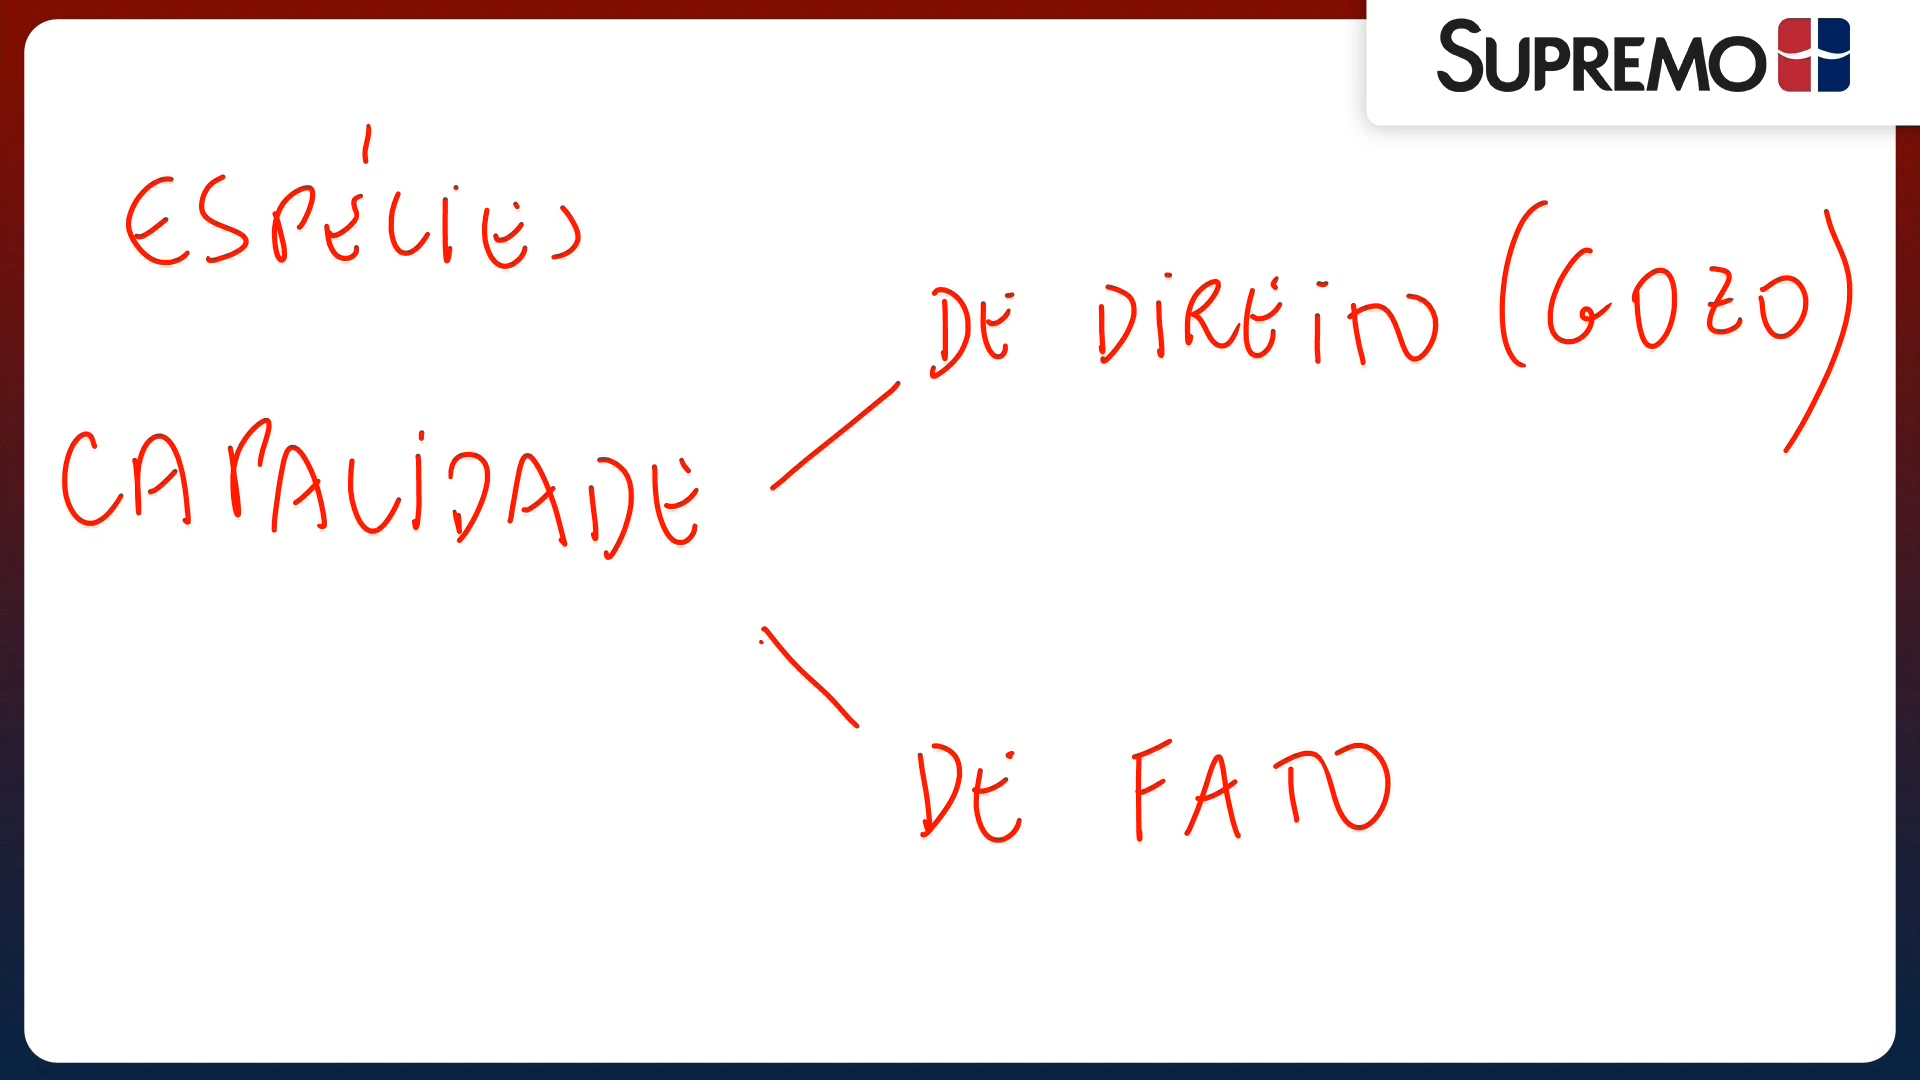 SUPREMO
ESPÉCIES
DE DIREITO (GOZO)
CAPACIDADE
DE FATO